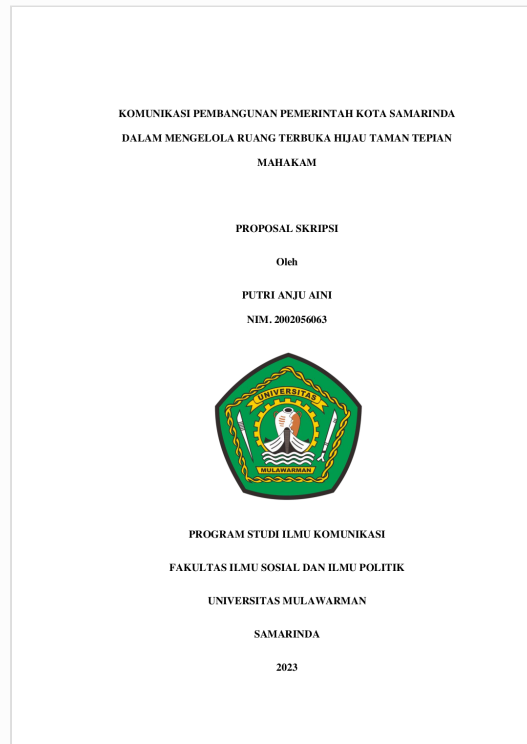 KOMUNIKASI PEMBANGUNAN PEMERINTAH KOTA SAMARINDA
DALAM MENGELOLA RUANG TERBUKA HIJAU TAMAN TEPIAN
MAHAKAM
PROPOSAL SKRIPSI
Oleh
PUTRI ANJU AINI
NIM. 2002056063
UNIVERSITAS
MULAWARMAN
PROGRAM STUDI ILMU KOMUNIKASI
FAKULTAS ILMU SOSIAL DAN ILMU POLITIK
UNIVERSITAS MULAWARMAN
SAMARINDA
2023